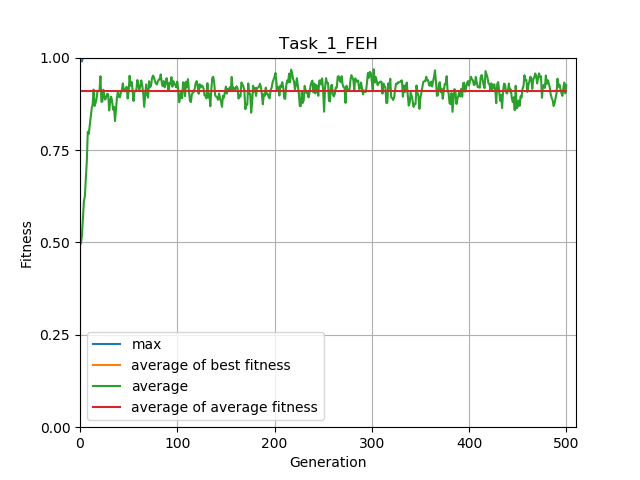 Task_1_FEH
1.00
0.75
0.50
0.25
0.00
Fitness
max
average of best fitness
average
average of average fitness
0 100 200 300 400 500
Generation